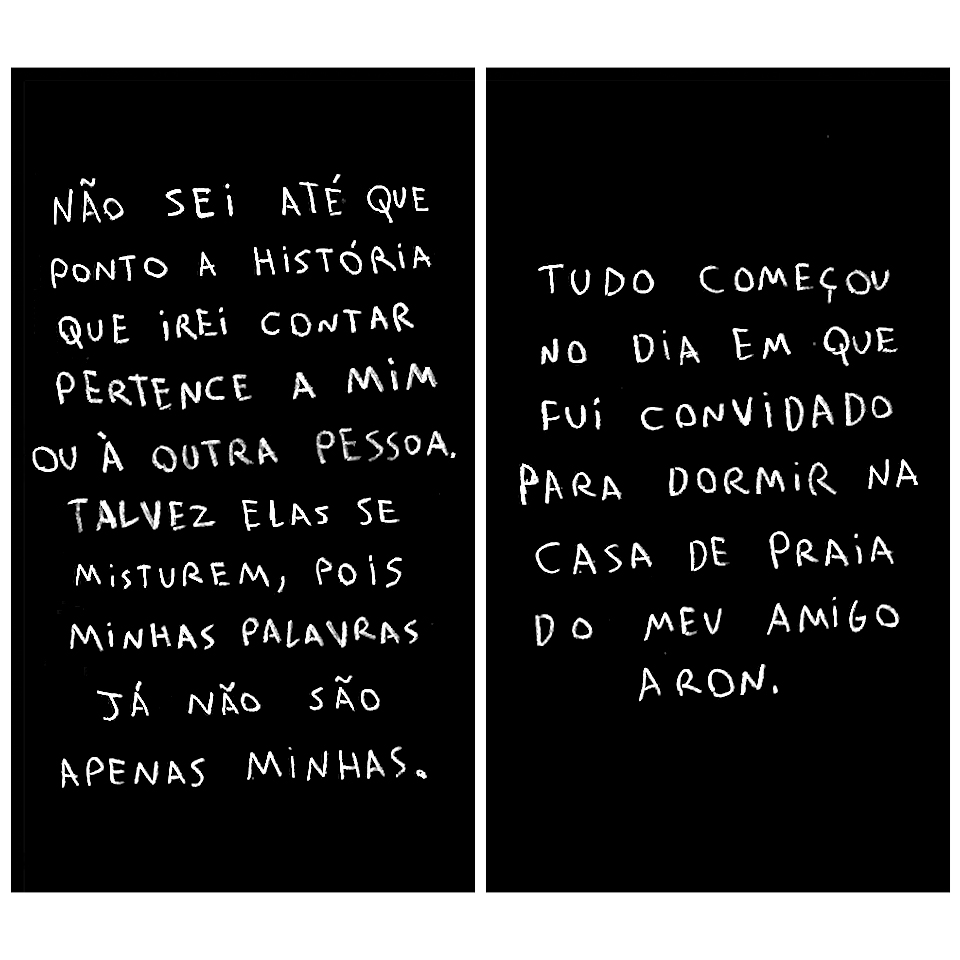 NÃO SEI ATÉ QUE
PONTO A HISTÓRIA
QUE IREI CONTAR
PERTENCE A MIM
OU À OUTRA PESSOA.
TALVEZ ELAS SE
MISTUREM, POIS
MINHAS PALAVRAS
JÁ NÃO SÃO
APENAS MINHAS.
TUDO COMEÇOU
NO DIA EM QUE
FUI CONVIDADO
PARA DORMIR NA
CASA DE PRAIA
DO MEU AMIGO
ARON.